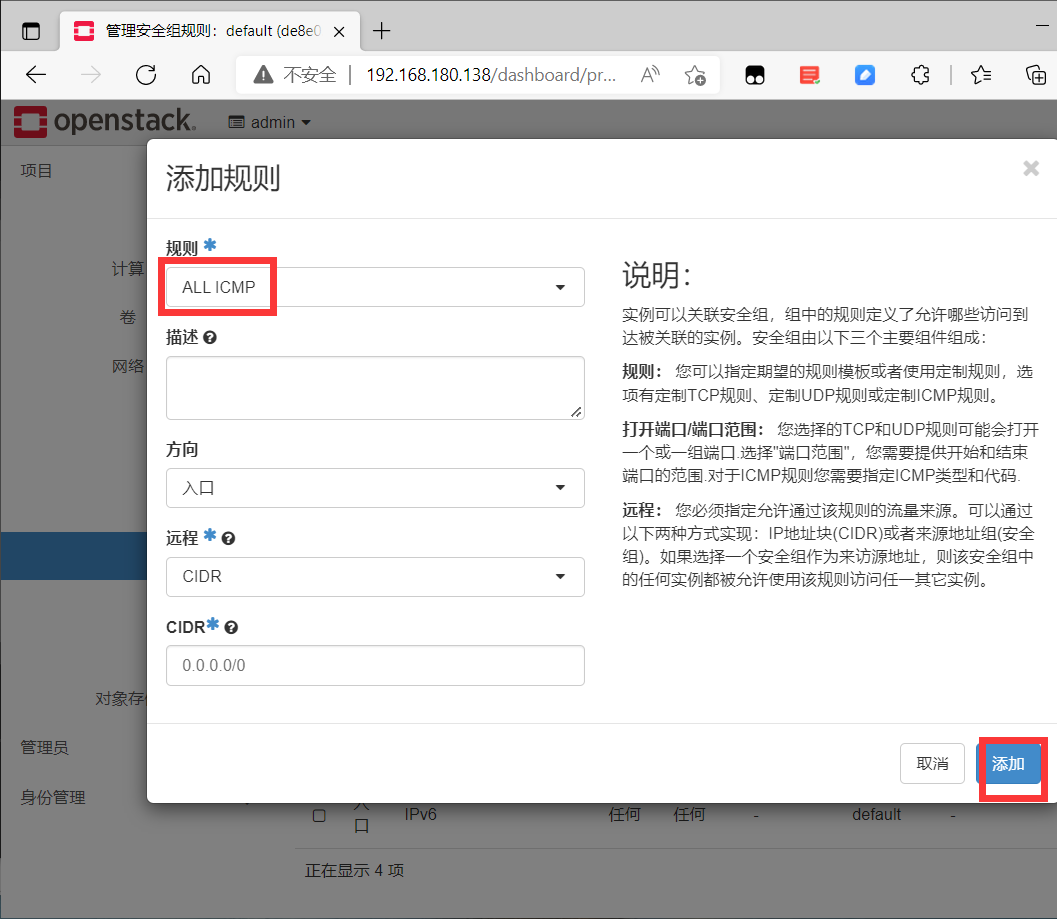 管理安全组规则：default (de8e0
不安全 192.168.180.138/dashboard/pr...
openstack. admin
项目
计算
卷
网络
对象存
管理员
身份管理
添加规则
规则 *
ALL ICMP
描述
方向
入口
远程 *
CIDR
CIDR*
0.0.0.0/0
说明：
实例可以关联安全组，组中的规则定义了允许哪些访问到
达被关联的实例。安全组由以下三个主要组件组成：
规则： 您可以指定期望的规则模板或者使用定制规则，选
项有定制TCP规则、定制UDP规则或定制ICMP规则。
打开端口/端口范围： 您选择的TCP和UDP规则可能会打开
一个或一组端口.选择"端口范围"，您需要提供开始和结束
端口的范围.对于ICMP规则您需要指定ICMP类型和代码.
远程： 您必须指定允许通过该规则的流量来源。可以通过
以下两种方式实现：IP地址块(CIDR)或者来源地址组(安全
组)。如果选择一个安全组作为来访源地址，则该安全组中
的任何实例都被允许使用该规则访问任一其它实例。
取消 添加
入口 IPv6 任何 任何 - default -
正在显示 4 项